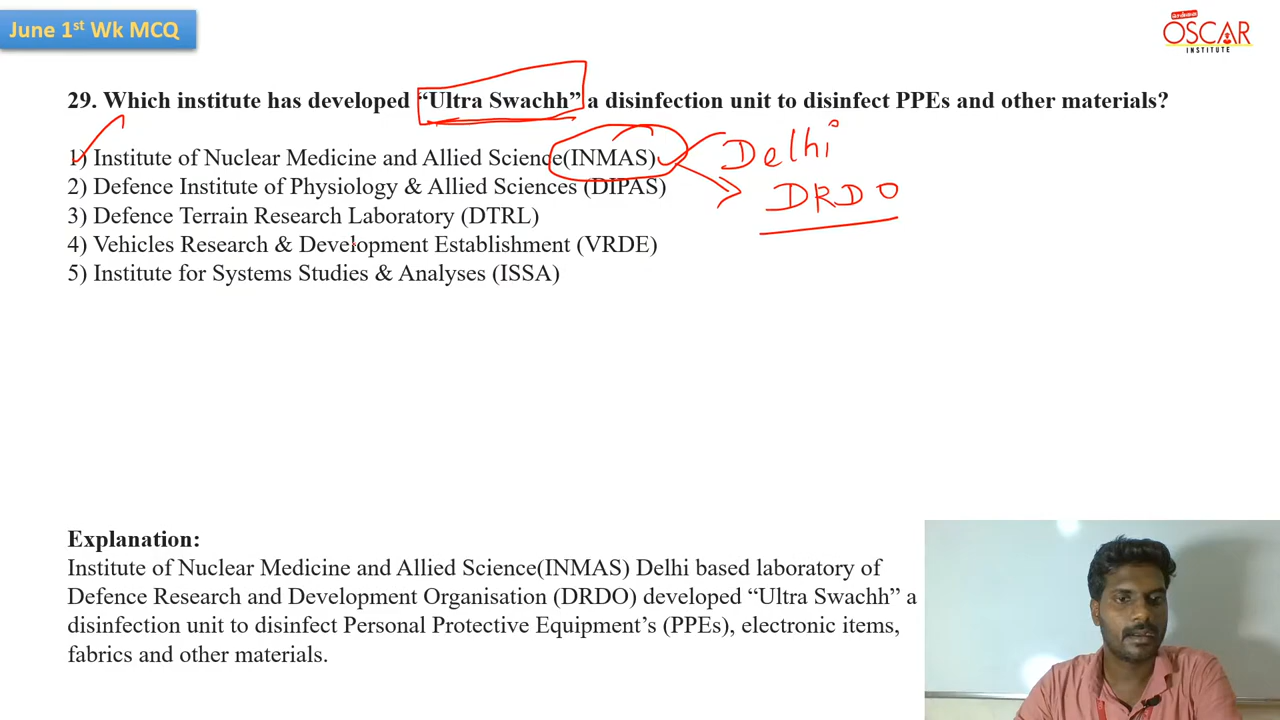 June 1st Wk MCQ
சென்னை
OSCAR
INSTITUTE
29. Which institute has developed “Ultra Swachh” a disinfection unit to disinfect PPEs and other materials?
1) Institute of Nuclear Medicine and Allied Science(INMAS)
Delhi
2) Defence Institute of Physiology & Allied Sciences (DIPAS)
DRDO
3) Defence Terrain Research Laboratory (DTRL)
4) Vehicles Research & Development Establishment (VRDE)
5) Institute for Systems Studies & Analyses (ISSA)
Explanation:
Institute of Nuclear Medicine and Allied Science(INMAS) Delhi based laboratory of
Defence Research and Development Organisation (DRDO) developed “Ultra Swachh” a
disinfection unit to disinfect Personal Protective Equipment’s (PPEs), electronic items,
fabrics and other materials.